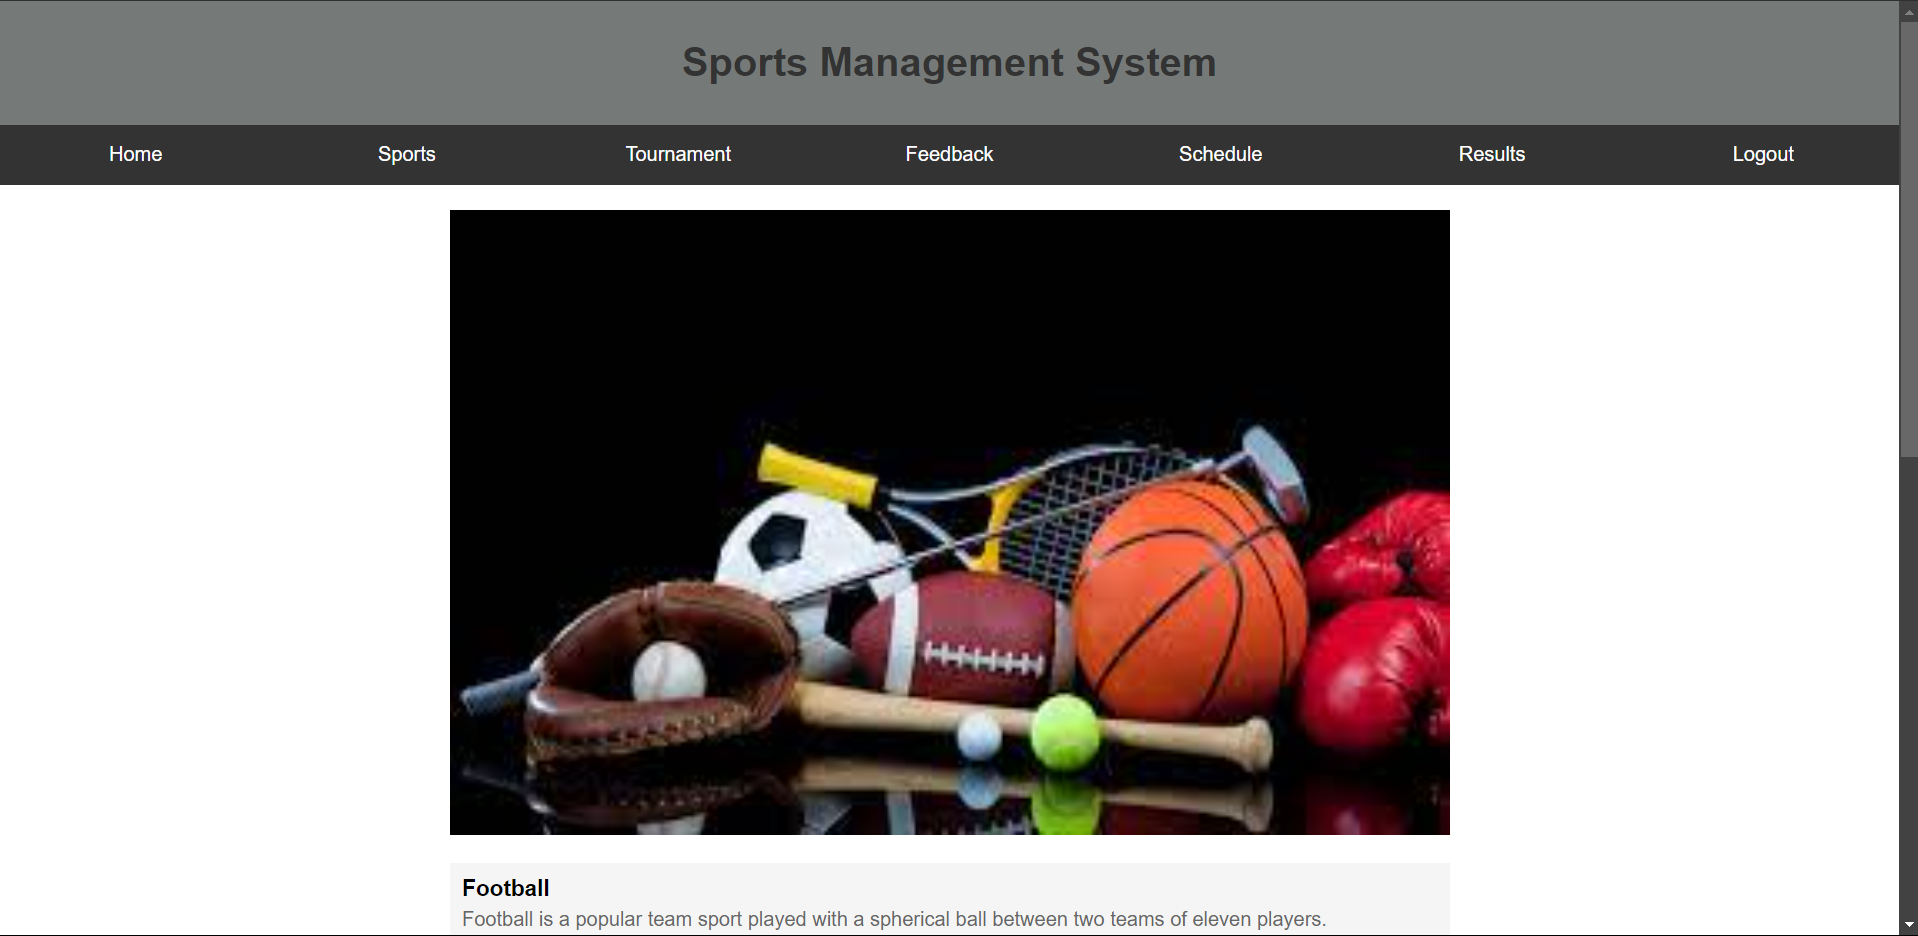 Sports Management System
Home Sports Tournament Feedback Schedule Results Logout
Football
Football is a popular team sport played with a spherical ball between two teams of eleven players.